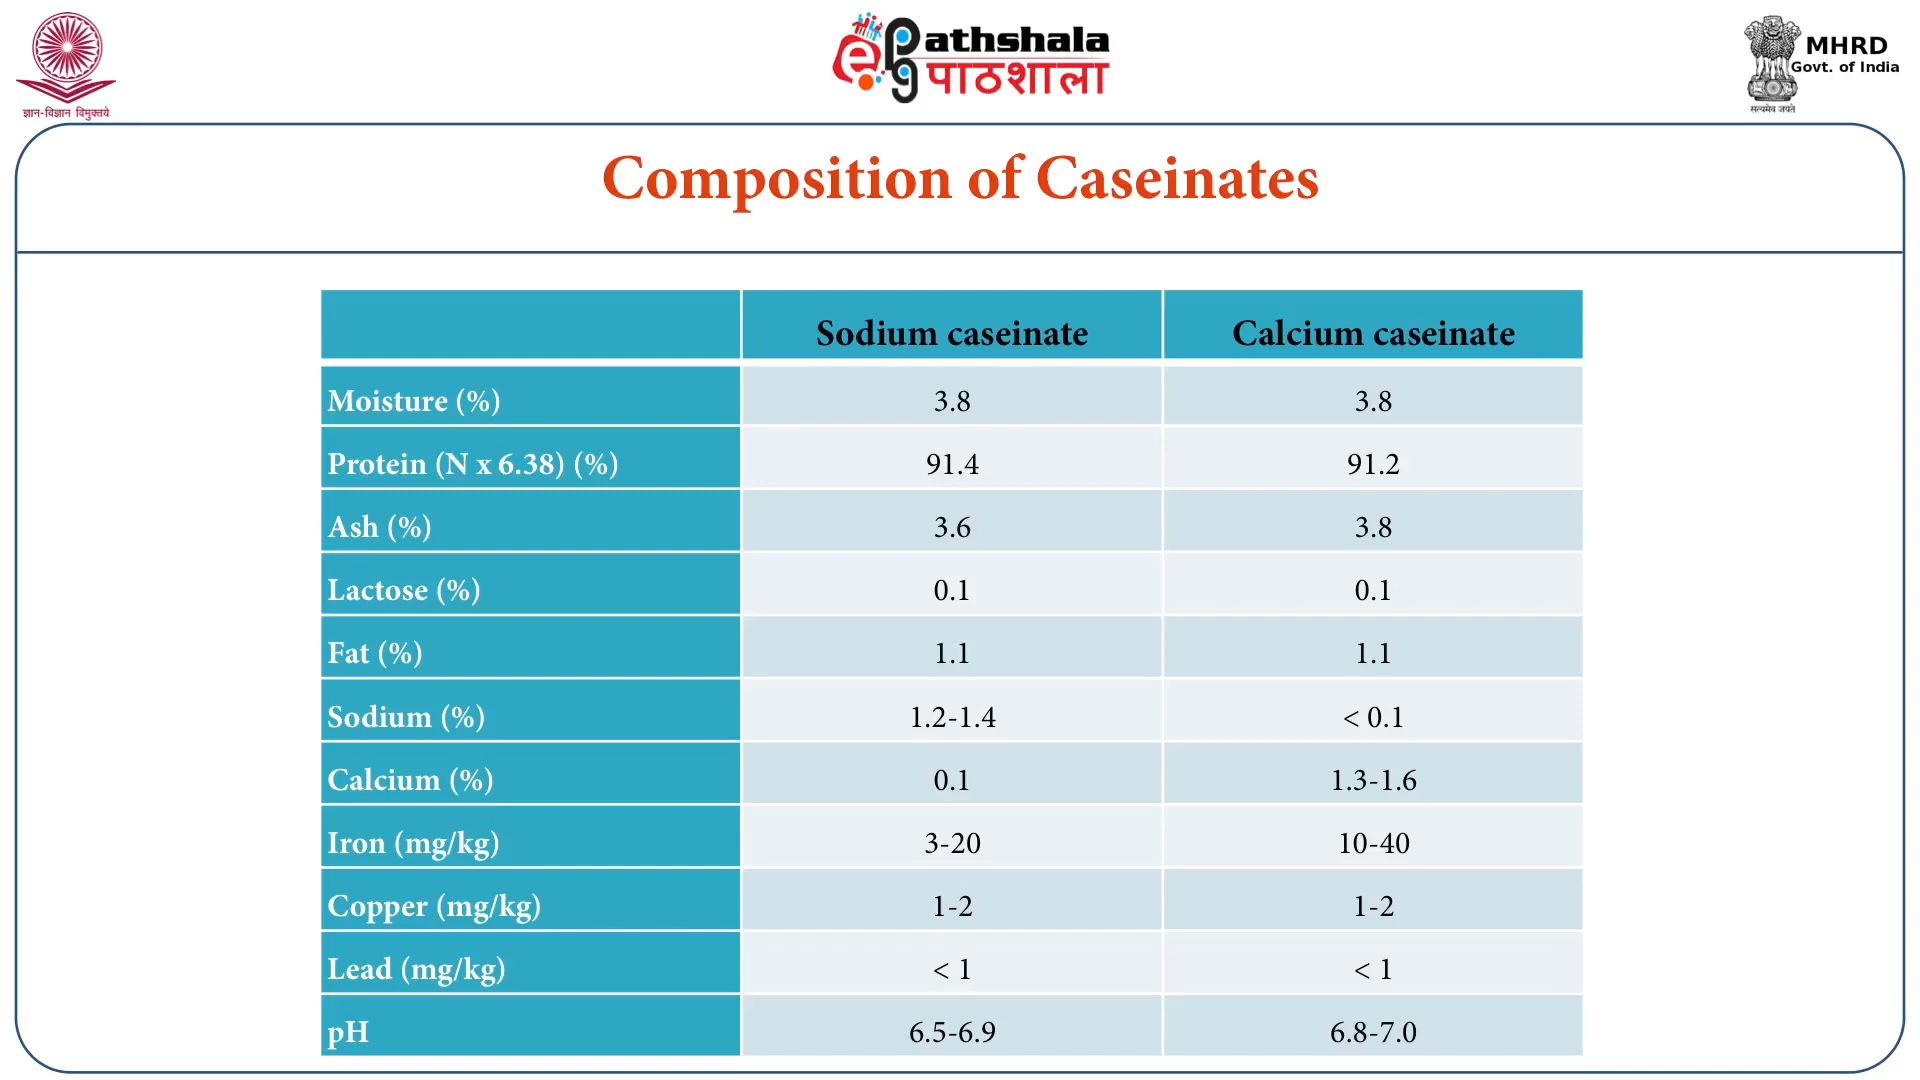 ज्ञान-विज्ञान विमुक्तये
ePathshala
पाठशाला
MHRD
Govt. of India
सत्यमेव जयते
Composition of Caseinates
Sodium caseinate Calcium caseinate
Moisture (%) 3.8 3.8
Protein (N x 6.38) (%) 91.4 91.2
Ash (%) 3.6 3.8
Lactose (%) 0.1 0.1
Fat (%) 1.1 1.1
Sodium (%) 1.2-1.4 < 0.1
Calcium (%) 0.1 1.3-1.6
Iron (mg/kg) 3-20 10-40
Copper (mg/kg) 1-2 1-2
Lead (mg/kg) < 1 < 1
pH 6.5-6.9 6.8-7.0